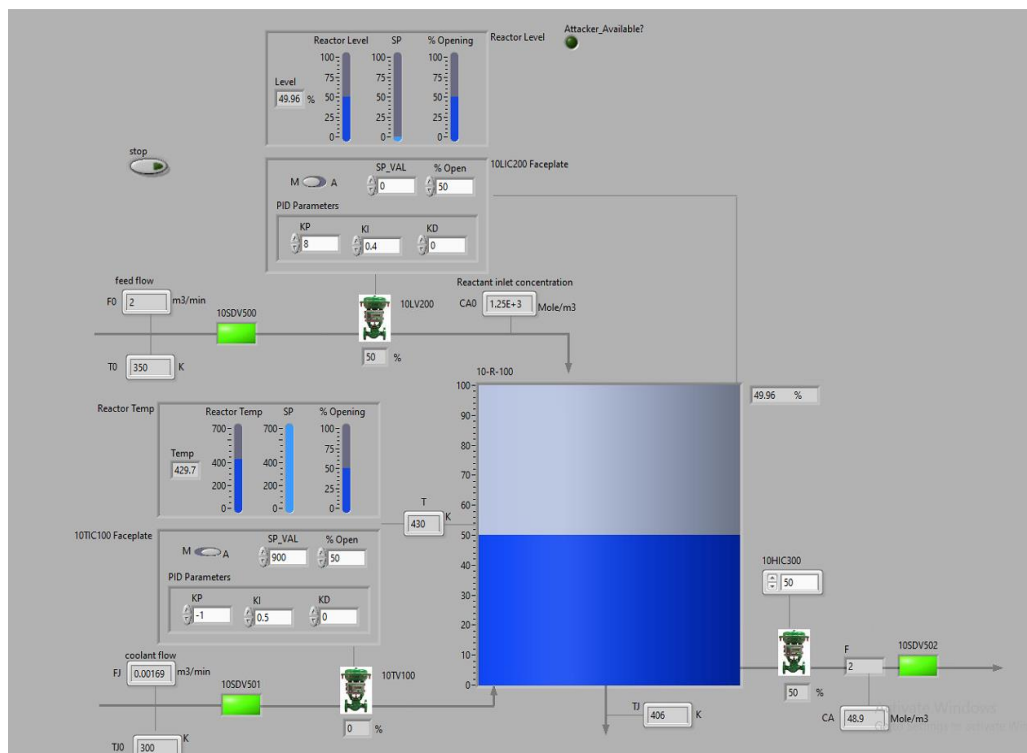 Attacker_Available?
Reactor Level SP % Opening Reactor Level
100 100 100
75 75 75
Level
49.96 % 50 50 50
25 25 25
0 0 0
stop
10LIC200 Faceplate
SP_VAL % Open
M A 0 50
PID Parameters
KP KI KD
8 0.4 0
feed flow
F0 2 m3/min
Reactant inlet concentration
10LV200 CA0 1.25E+3 Mole/m3
10SDV500
50 %
T0 350 K
10-R-100
100
90
80
70
60
50
40
30
20
10
0
49.96 %
Reactor Temp Reactor Temp SP % Opening
700 700 100
75
Temp
429.7 400 400 50
200 200 25
0 0 0
T
430 K
10TIC100 Faceplate
SP_VAL % Open
M A 900 50
PID Parameters
KP KI KD
-1 0.5 0
10HIC300
50
coolant flow
FJ 0.00169 m3/min
10SDV501
10TV100
0 %
TJ0 300 K
TJ 406 K
F
2
10SDV502
50 %
CA 48.9 Mole/m3
Activate Windows